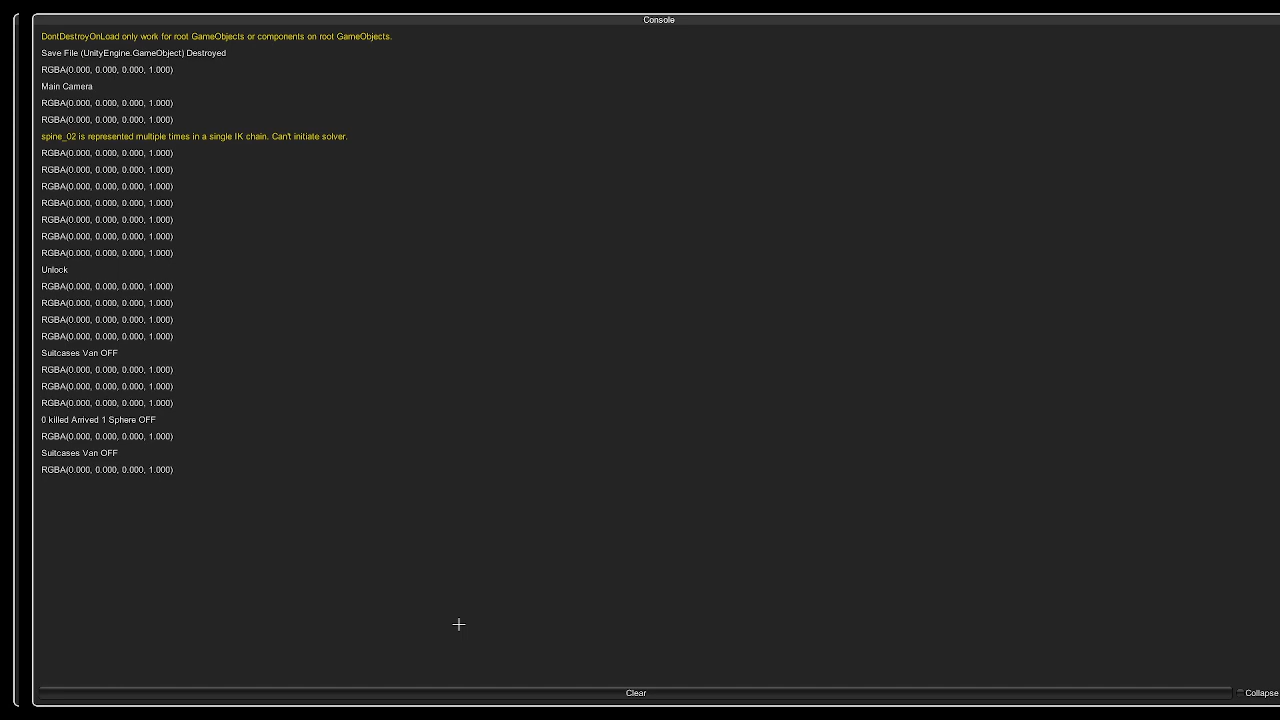 Console
DontDestroyOnLoad only work for root GameObjects or components on root GameObjects.
Save File (UnityEngine.GameObject) Destroyed
RGBA(0.000, 0.000, 0.000, 1.000)
Main Camera
RGBA(0.000, 0.000, 0.000, 1.000)
RGBA(0.000, 0.000, 0.000, 1.000)
spine_02 is represented multiple times in a single IK chain. Can't initiate solver.
RGBA(0.000, 0.000, 0.000, 1.000)
RGBA(0.000, 0.000, 0.000, 1.000)
RGBA(0.000, 0.000, 0.000, 1.000)
RGBA(0.000, 0.000, 0.000, 1.000)
RGBA(0.000, 0.000, 0.000, 1.000)
RGBA(0.000, 0.000, 0.000, 1.000)
RGBA(0.000, 0.000, 0.000, 1.000)
Unlock
RGBA(0.000, 0.000, 0.000, 1.000)
RGBA(0.000, 0.000, 0.000, 1.000)
RGBA(0.000, 0.000, 0.000, 1.000)
RGBA(0.000, 0.000, 0.000, 1.000)
Suitcases Van OFF
RGBA(0.000, 0.000, 0.000, 1.000)
RGBA(0.000, 0.000, 0.000, 1.000)
RGBA(0.000, 0.000, 0.000, 1.000)
0 killed Arrived 1 Sphere OFF
RGBA(0.000, 0.000, 0.000, 1.000)
Suitcases Van OFF
RGBA(0.000, 0.000, 0.000, 1.000)
Clear
Collapse